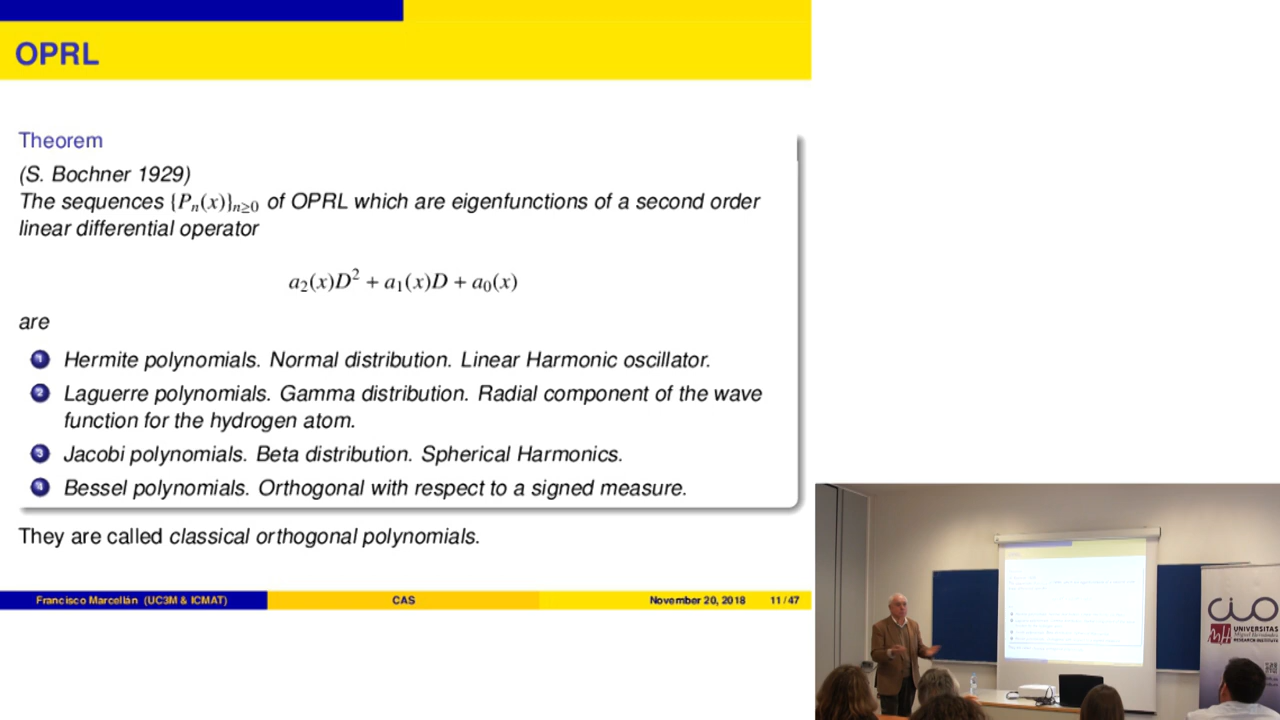 OPRL
Theorem
(S. Bochner 1929)
The sequences {Pₙ(x)}ₙ≥₀ of OPRL which are eigenfunctions of a second order
linear differential operator
a₂(x)D² + a₁(x)D + a₀(x)
are
1 Hermite polynomials. Normal distribution. Linear Harmonic oscillator.
2 Laguerre polynomials. Gamma distribution. Radial component of the wave
function for the hydrogen atom.
3 Jacobi polynomials. Beta distribution. Spherical Harmonics.
4 Bessel polynomials. Orthogonal with respect to a signed measure.
They are called classical orthogonal polynomials.
Francisco Marcellán (UC3M & ICMAT) CAS November 20, 2018 11/47
CIO
UNIVERSITAS
Miguel Hernández
RESEARCH INSTITUTE